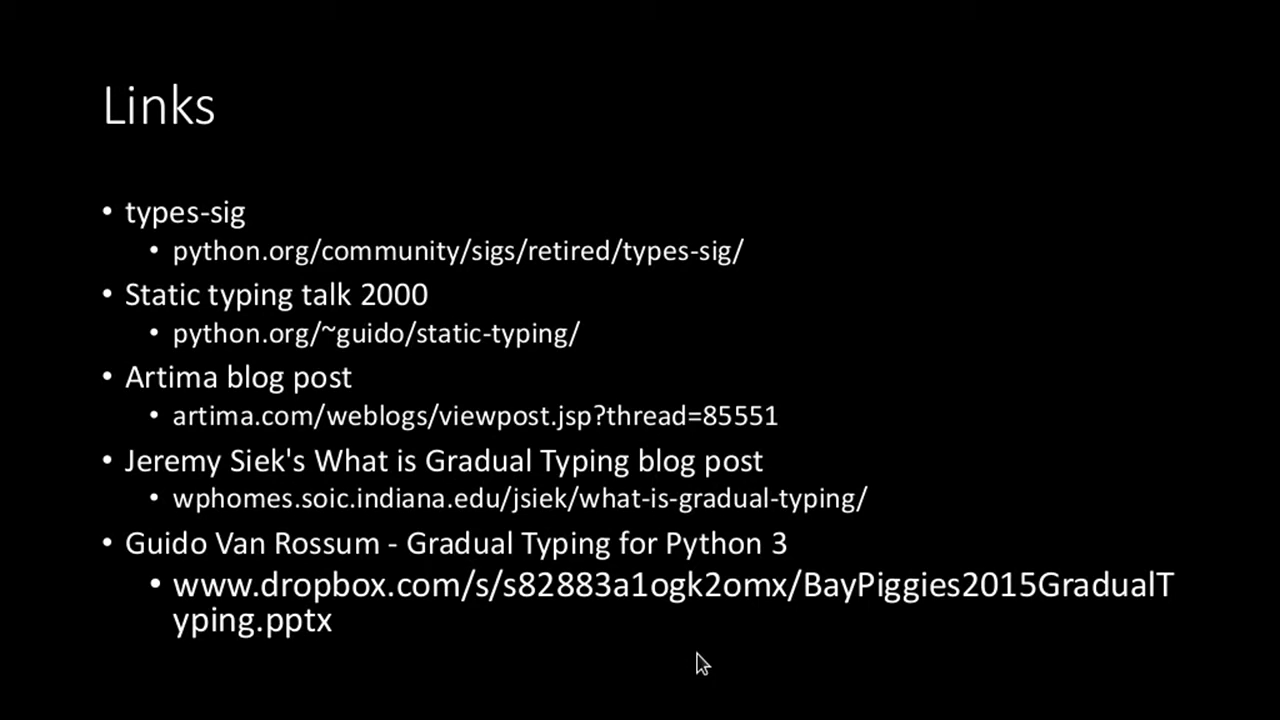 Links
• types-sig
• python.org/community/sigs/retired/types-sig/
• Static typing talk 2000
• python.org/~guido/static-typing/
• Artima blog post
• artima.com/weblogs/viewpost.jsp?thread=85551
• Jeremy Siek's What is Gradual Typing blog post
• wphomes.soic.indiana.edu/jsiek/what-is-gradual-typing/
• Guido Van Rossum - Gradual Typing for Python 3
• www.dropbox.com/s/s82883a1ogk2omx/BayPiggies2015GradualT
yping.pptx